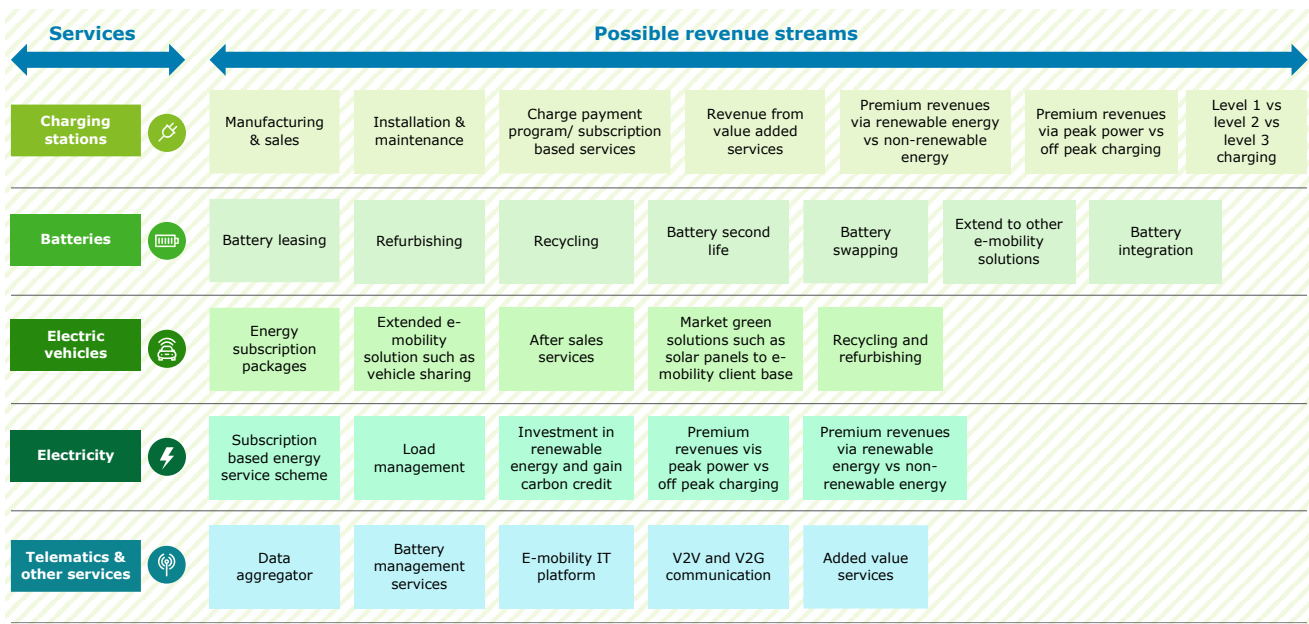 Services
Possible revenue streams
Charging
stations
Manufacturing
& sales
Installation &
maintenance
Charge payment
program/ subscription
based services
Revenue from
value added
services
Premium revenues
via renewable energy
vs non-renewable
energy
Premium revenues
via peak power vs
off peak charging
Level 1 vs
level 2 vs
level 3
charging
Batteries
Battery leasing
Refurbishing
Recycling
Battery second
life
Battery
swapping
Extend to other
e-mobility
solutions
Battery
integration
Electric
vehicles
Energy
subscription
packages
Extended e-
mobility
solution such as
vehicle sharing
After sales
services
Market green
solutions such as
solar panels to e-
mobility client base
Recycling and
refurbishing
Electricity
Subscription
based energy
service scheme
Load
management
Investment in
renewable
energy and gain
carbon credit
Premium
revenues vis
peak power vs
off peak charging
Premium revenues
via renewable
energy vs non-
renewable energy
Telematics &
other services
Data
aggregator
Battery
management
services
E-mobility IT
platform
V2V and V2G
communication
Added value
services